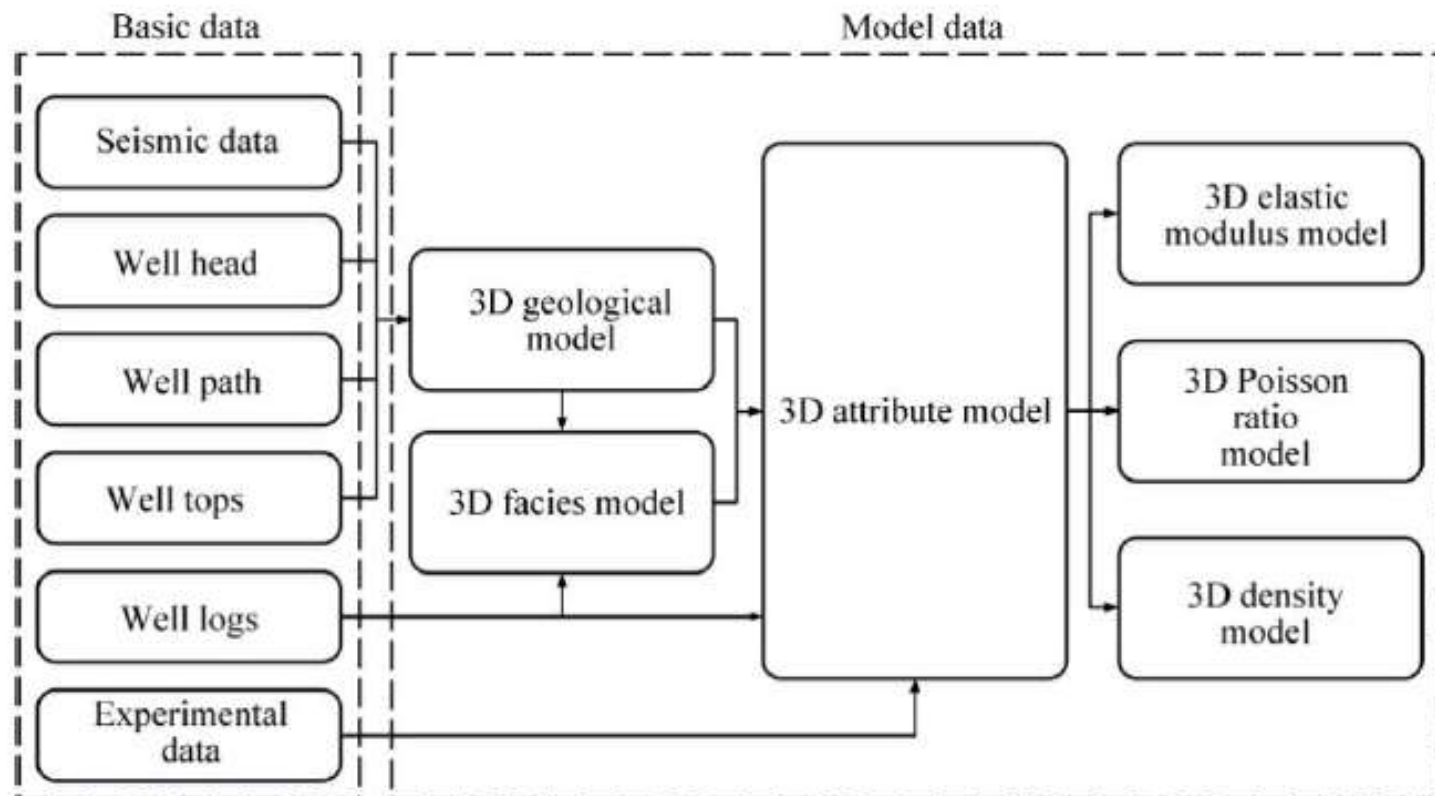 Basic data
Model data
Seismic data
Well head
Well path
Well tops
Well logs
Experimental
data
3D geological
model
3D facies model
3D attribute model
3D elastic
modulus model
3D Poisson
ratio
model
3D density
model